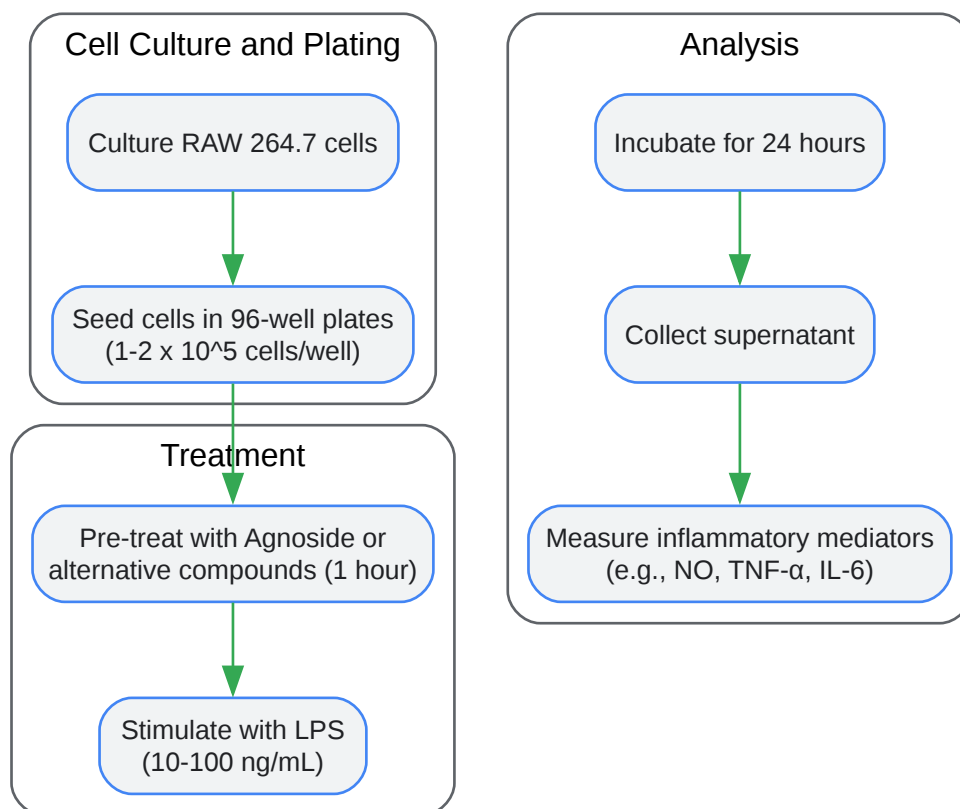 Cell Culture and Plating
Culture RAW 264.7 cells
Seed cells in 96-well plates
(1-2 x 10^5 cells/well)
Treatment
Pre-treat with Agnoside or
alternative compounds (1 hour)
Stimulate with LPS
(10-100 ng/mL)
Analysis
Incubate for 24 hours
Collect supernatant
Measure inflammatory mediators
(e.g., NO, TNF-α, IL-6)